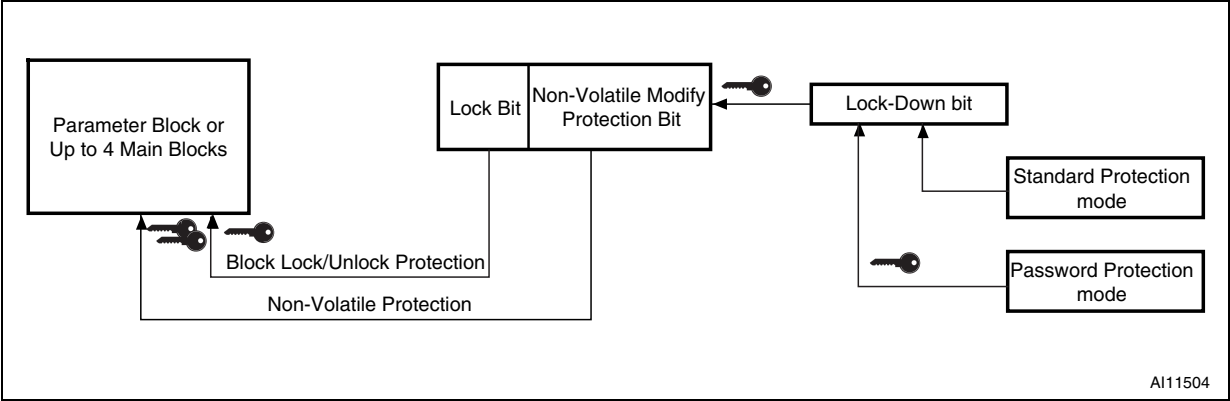 Parameter Block or
Up to 4 Main Blocks
Lock Bit
Non-Volatile Modify
Protection Bit
Lock-Down bit
Standard Protection
mode
Password Protection
mode
Block Lock/Unlock Protection
Non-Volatile Protection
AI11504